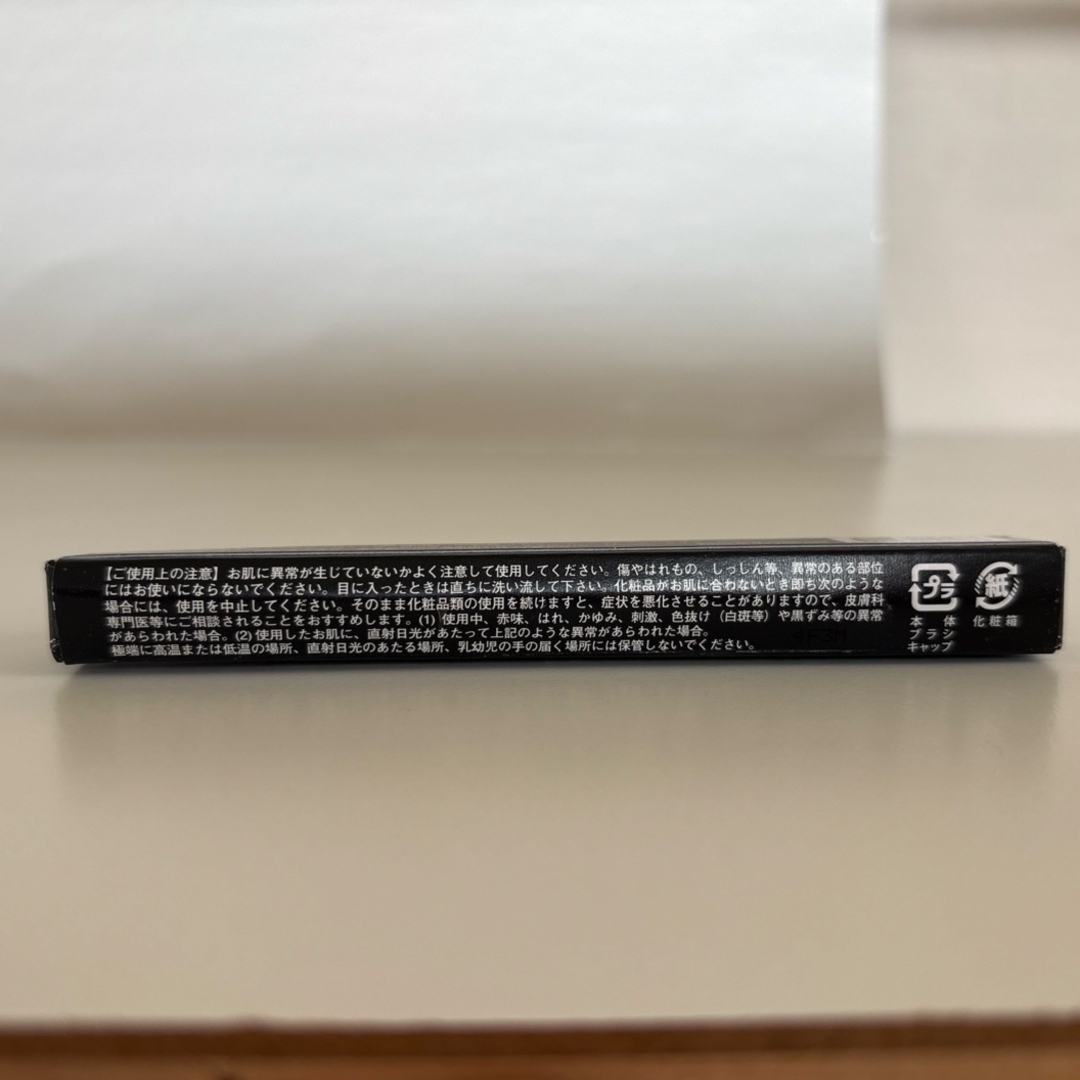 【ご使用上の注意】お肌に異常が生じていないかよく注意して使用してください。傷やはれもの、しっしん等、異常のある部位
にはお使いにならないでください。目に入ったときは直ちに洗い流して下さい。化粧品がお肌に合わないとき即ち次のような
場合には、使用を中止してください。そのまま化粧品類の使用を続けますと、症状を悪化させることがありますので、皮膚科
専門医等にご相談されることをおすすめします。(1) 使用中、赤味、はれ、かゆみ、刺激、色抜け（白斑等）や黒ずみ等の異常
があらわれた場合。(2) 使用したお肌に、直射日光があたって上記のような異常があらわれた場合。
極端に高温または低温の場所、直射日光のあたる場所、乳幼児の手の届く場所には保管しないでください。
プラ
本体
ブラシ
キャップ
紙
化粧箱